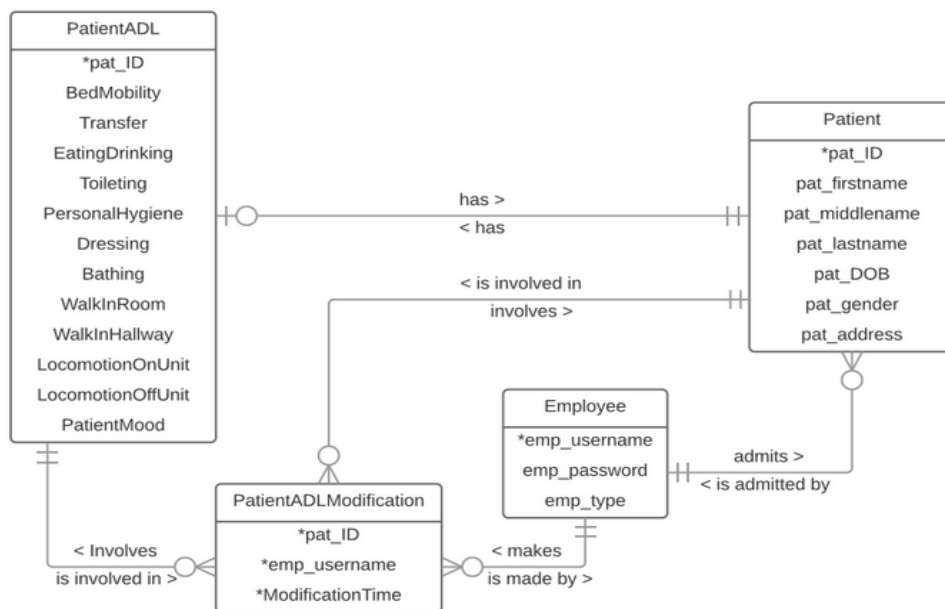 PatientADL
*pat_ID
BedMobility
Transfer
EatingDrinking
Toileting
PersonalHygiene
Dressing
Bathing
WalkInRoom
WalkInHallway
LocomotionOnUnit
LocomotionOffUnit
PatientMood
has >
< has
Patient
*pat_ID
pat_firstname
pat_middlename
pat_lastname
pat_DOB
pat_gender
pat_address
< is involved in
involves >
Employee
*emp_username
emp_password
emp_type
admits >
< is admitted by
PatientADLModification
*pat_ID
*emp_username
*ModificationTime
< Involves
is involved in >
< makes
is made by >